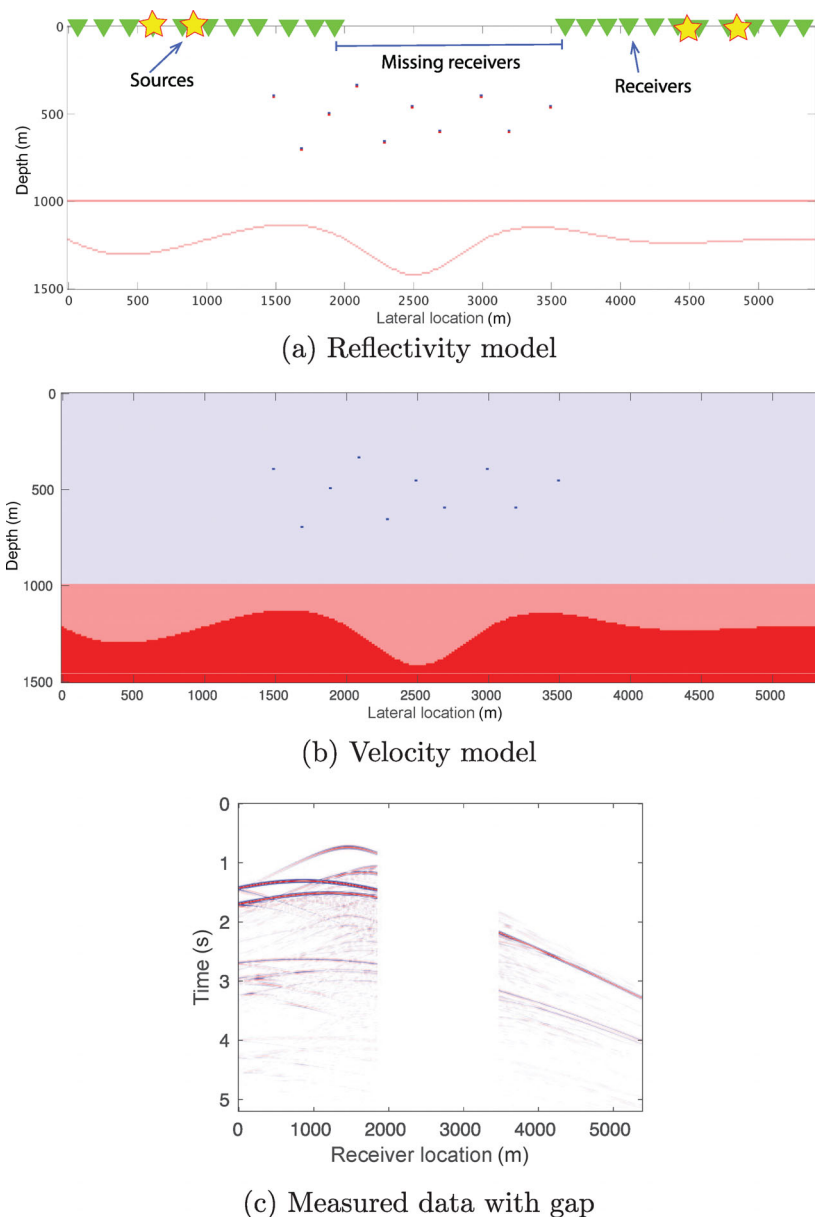 0
Sources
Missing receivers
Receivers
500
Depth (m)
1000
1500
0 500 1000 1500 2000 2500 3000 3500 4000 4500 5000
Lateral location (m)
(a) Reflectivity model
0
500
Depth (m)
1000
1500
0 500 1000 1500 2000 2500 3000 3500 4000 4500 5000
Lateral location (m)
(b) Velocity model
0
1
2
Time (s)
3
4
5
0 1000 2000 3000 4000 5000
Receiver location (m)
(c) Measured data with gap